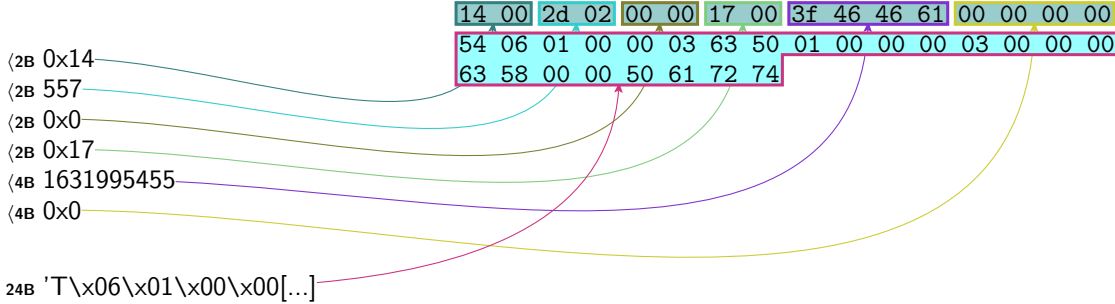 14 00 2d 02 00 00 17 00 3f 46 46 61 00 00 00 00
54 06 01 00 00 03 63 50 01 00 00 00 03 00 00 00
63 58 00 00 50 61 72 74
⟨2B 0x14
⟨2B 557
⟨2B 0x0
⟨2B 0x17
⟨4B 1631995455
⟨4B 0x0
24B 'T\x06\x01\x00\x00[...]